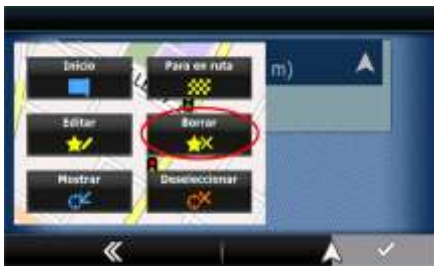 Inicio
Para en ruta
m)
Editar
Borrar
Mostrar
Deseleccionar